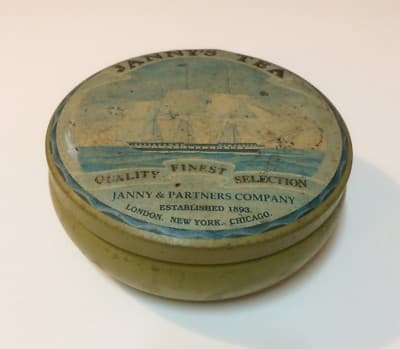 JANNY'S TEA
QUALITY FINEST SELECTION
JANNY & PARTNERS COMPANY
ESTABLISHED 1893.
LONDON. NEW YORK. CHICAGO.